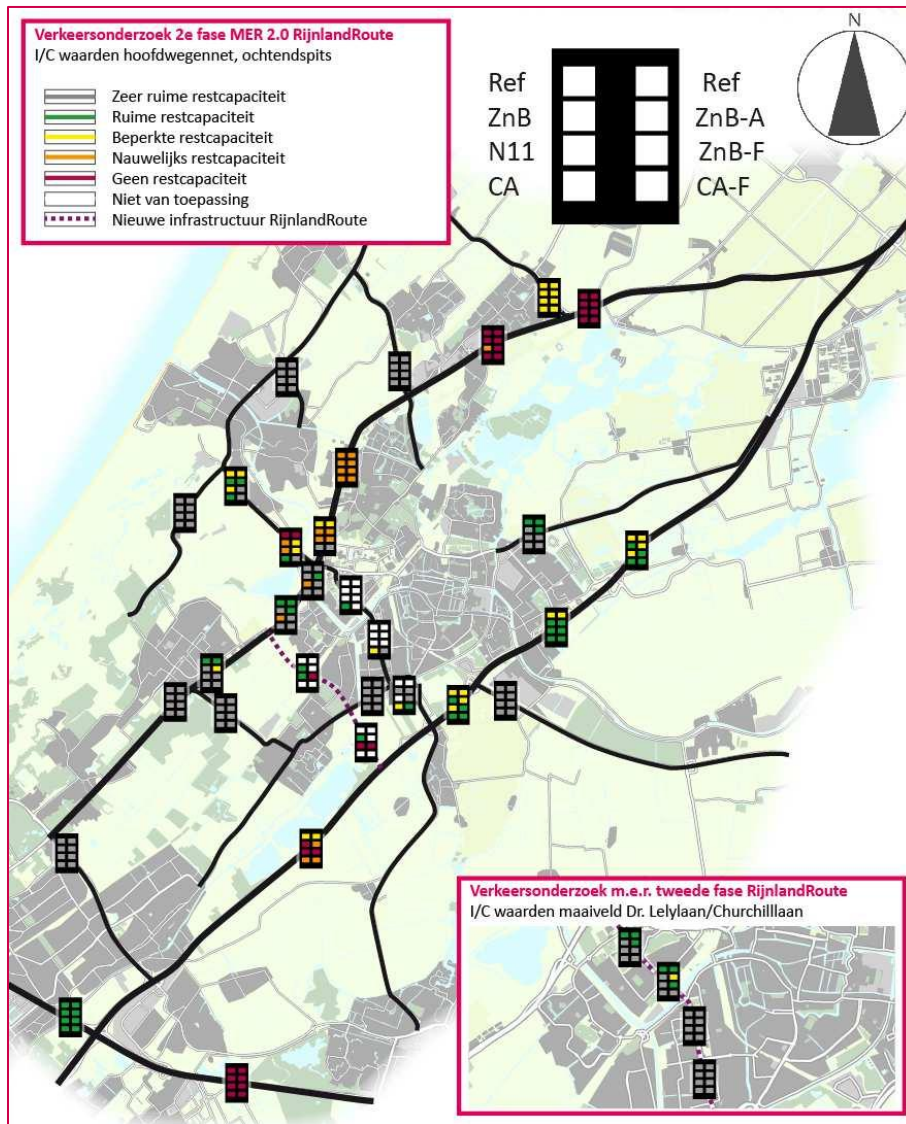 Verkeersonderzoek 2e fase MER 2.0 RijnlandRoute
I/C waarden hoofdwegennet, ochtendspits
Zeer ruime restcapaciteit
Ruime restcapaciteit
Beperkte restcapaciteit
Nauwelijks restcapaciteit
Geen restcapaciteit
Niet van toepassing
Nieuwe infrastructuur RijnlandRoute
Ref Ref
ZnB ZnB-A
N11 ZnB-F
CA CA-F
N
Verkeersonderzoek m.e.r. tweede fase RijnlandRoute
I/C waarden maaiveld Dr. Lelylaan/Churchilllaan